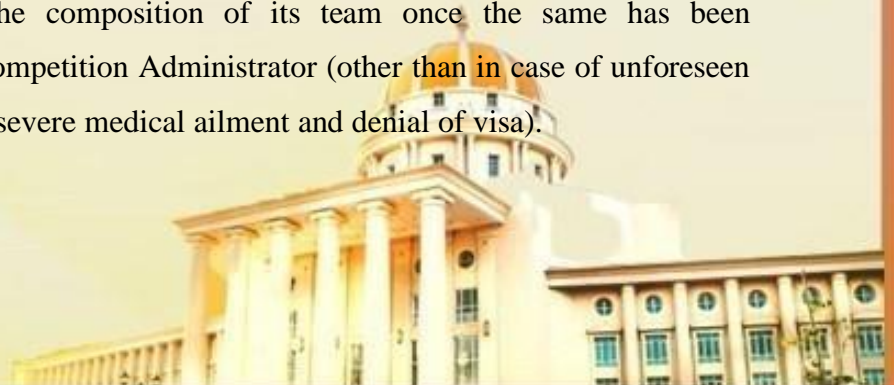 he composition of its team once the same has been
ompetition Administrator (other than in case of unforeseen
severe medical ailment and denial of visa).